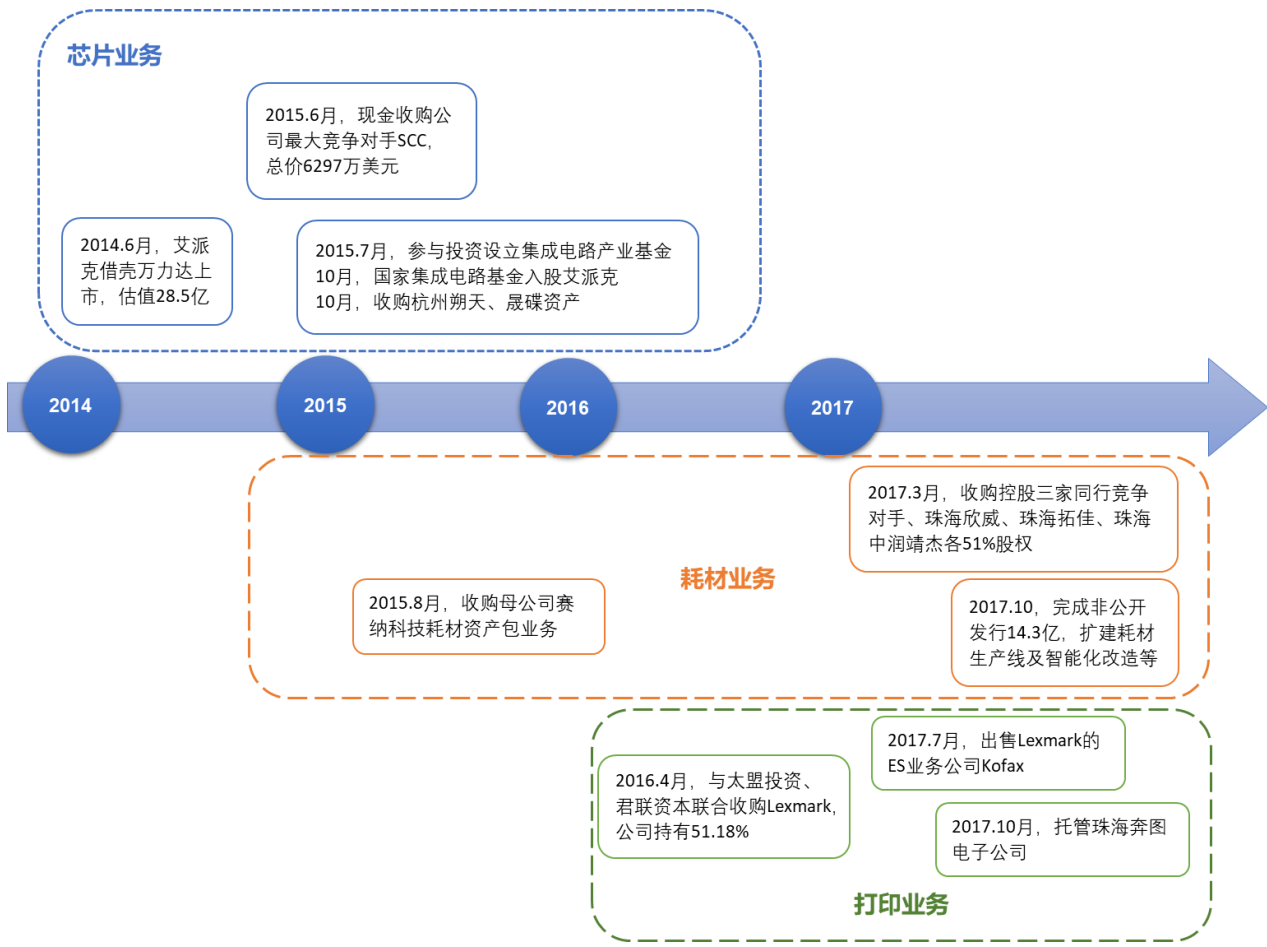 芯片业务
2015.6月，现金收购公
司最大竞争对手SCC，
总价6297万美元
2014.6月，艾派
克借壳万力达上
市，估值28.5亿
2015.7月，参与投资设立集成电路产业基金
10月，国家集成电路基金入股艾派克
10月，收购杭州朔天、晟碟资产
2014
2015
2016
2017
2017.3月，收购控股三家同行竞争
对手、珠海欣威、珠海拓佳、珠海
中润靖杰各51%股权
耗材业务
2015.8月，收购母公司赛
纳科技耗材资产包业务
2017.10，完成非公开
发行14.3亿，扩建耗材
生产线及智能化改造等
2017.7月，出售Lexmark的
ES业务公司Kofax
2016.4月，与太盟投资、
君联资本联合收购Lexmark，
公司持有51.18%
2017.10月，托管珠海奔图
电子公司
打印业务